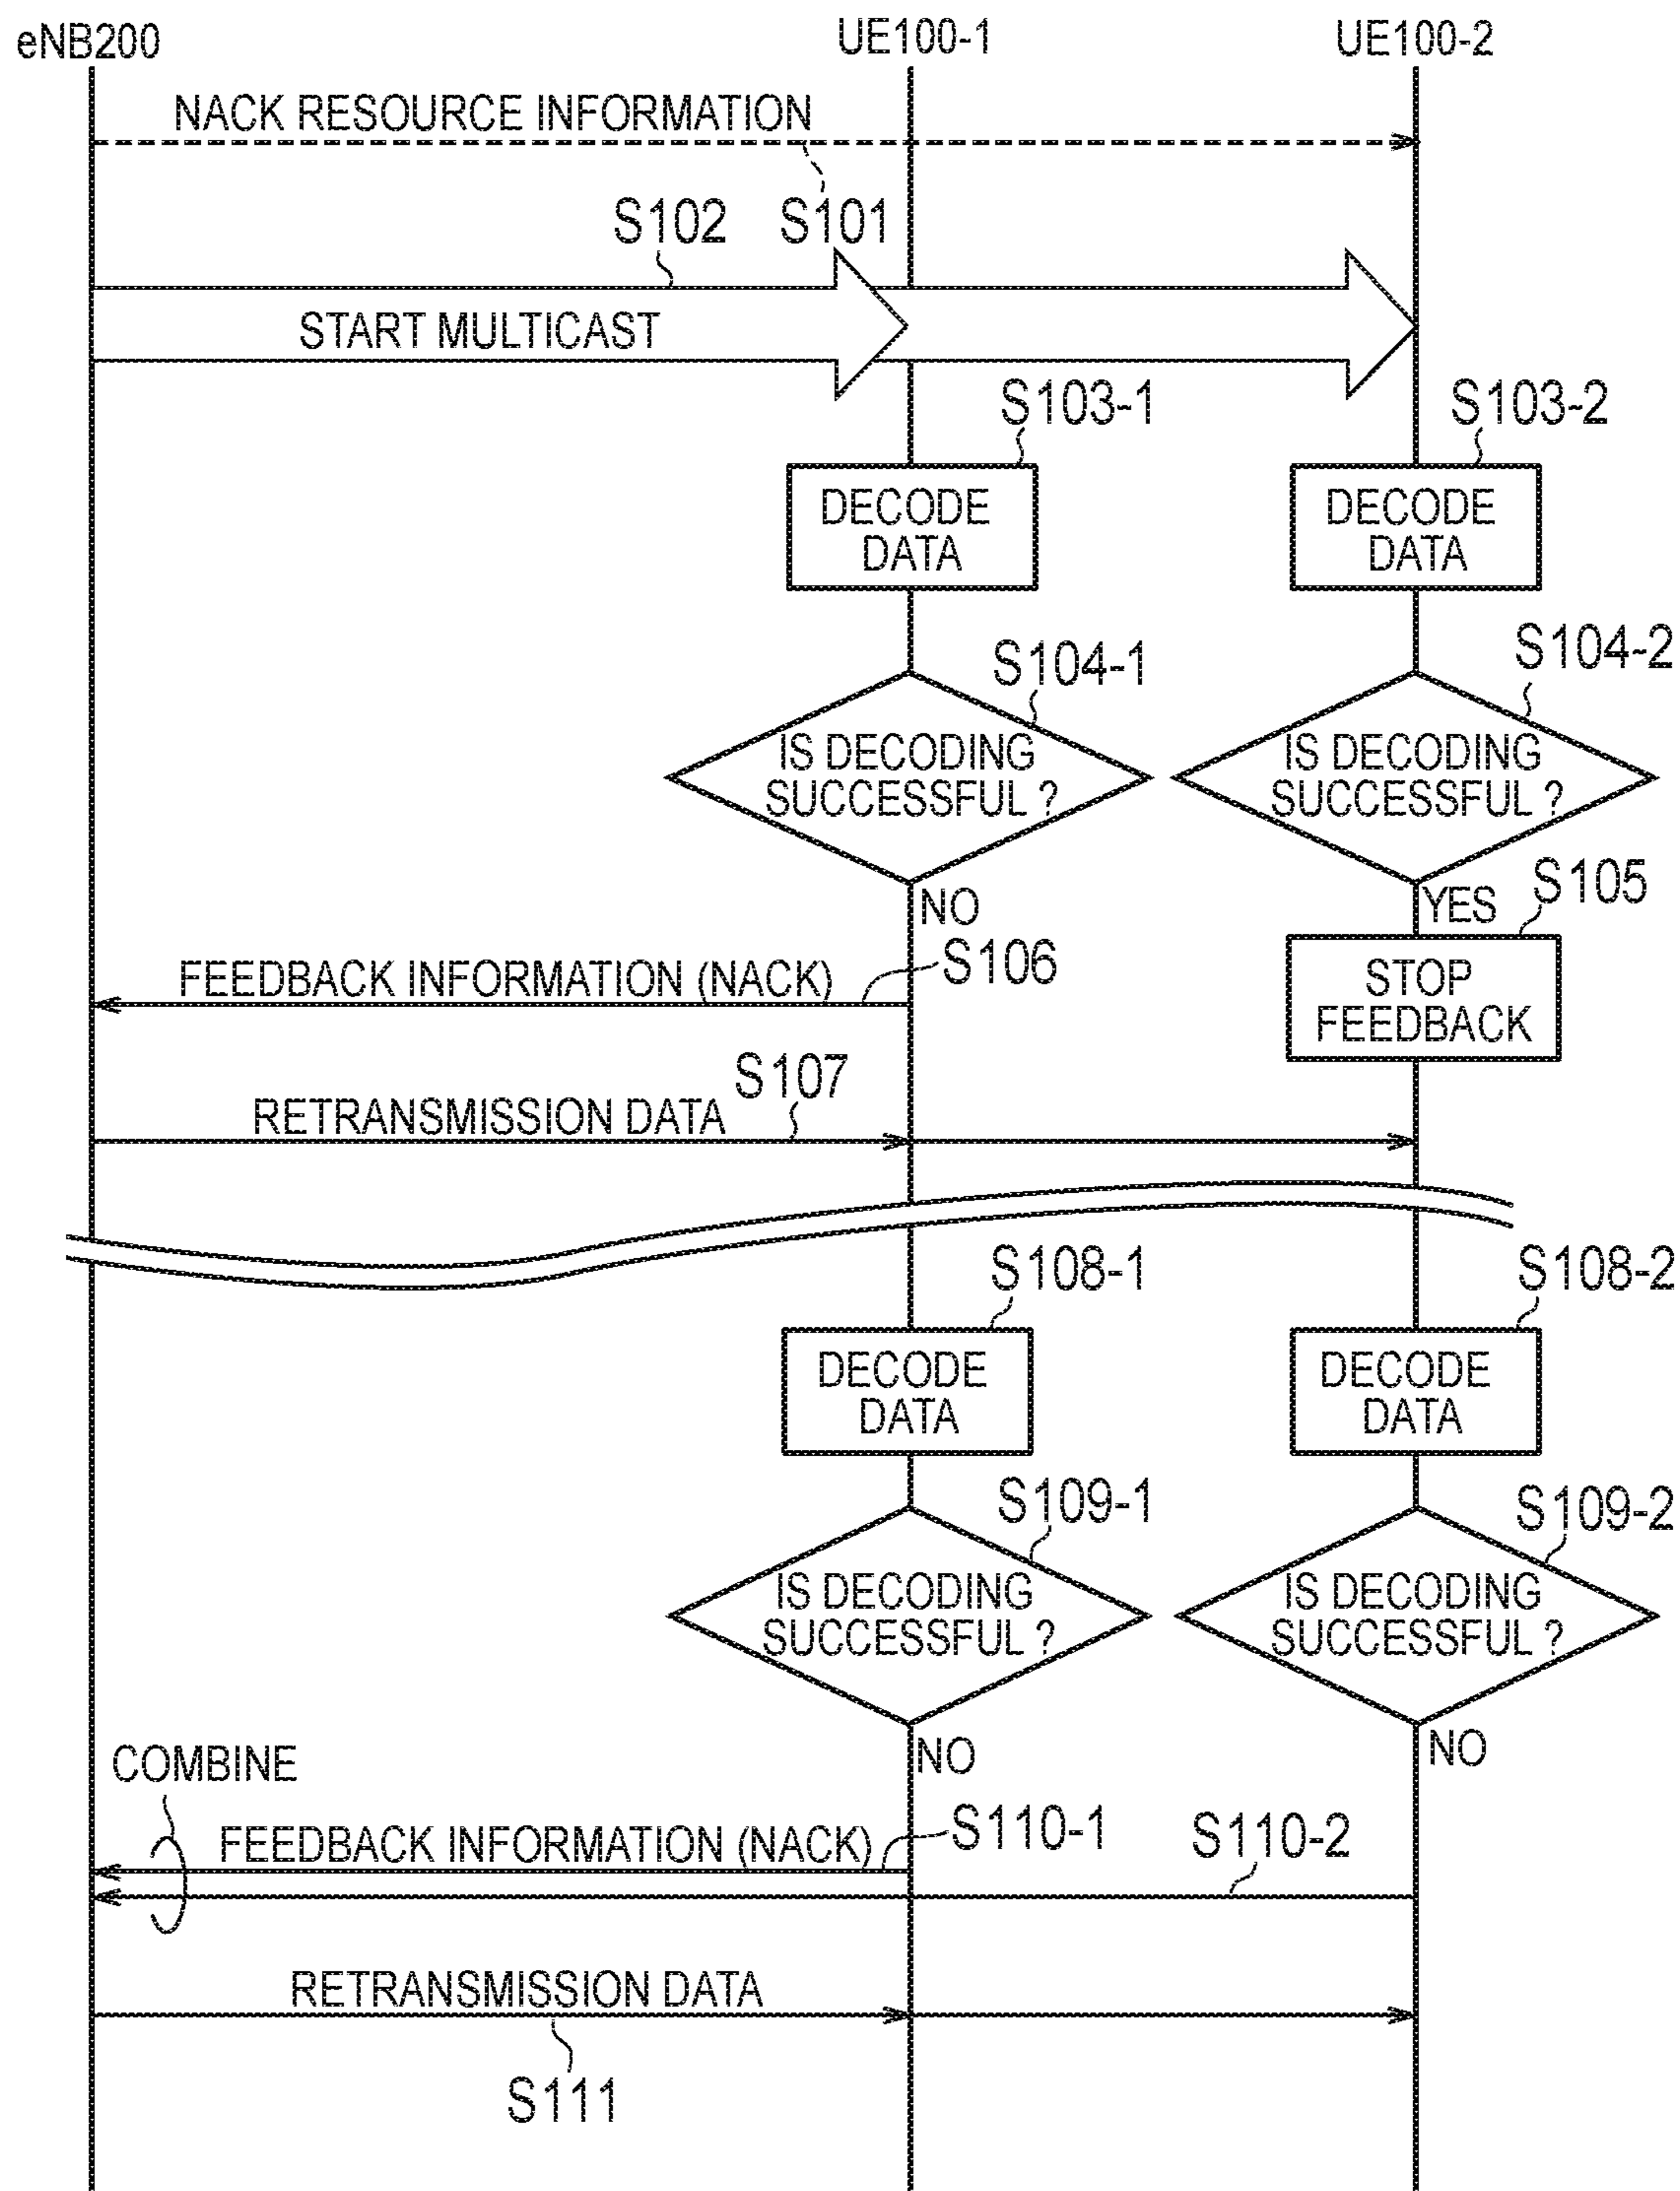 eNB200
UE100-1
UE100-2
NACK RESOURCE INFORMATION
S102
S101
START MULTICAST
S103-1
S103-2
DECODE
DATA
DECODE
DATA
S104-1
S104-2
IS DECODING
SUCCESSFUL ?
IS DECODING
SUCCESSFUL ?
NO
YES
S105
S106
FEEDBACK INFORMATION (NACK)
STOP
FEEDBACK
S107
RETRANSMISSION DATA
S108-1
S108-2
DECODE
DATA
DECODE
DATA
S109-1
S109-2
IS DECODING
SUCCESSFUL ?
IS DECODING
SUCCESSFUL ?
NO
NO
COMBINE
FEEDBACK INFORMATION (NACK)
S110-1
S110-2
RETRANSMISSION DATA
S111